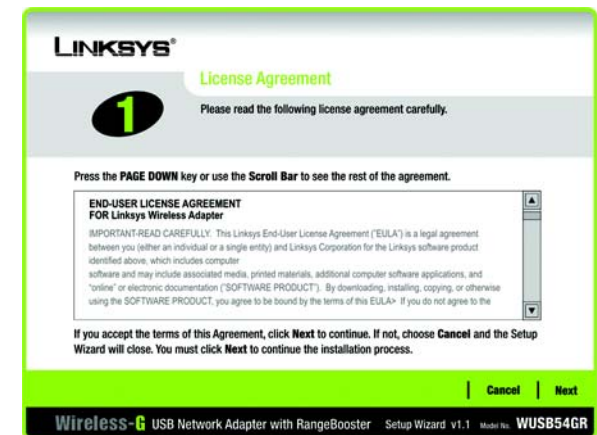 LINKSYS®
License Agreement
1
Please read the following license agreement carefully.
Press the PAGE DOWN key or use the Scroll Bar to see the rest of the agreement.
END-USER LICENSE AGREEMENT
FOR Linksys Wireless Adapter
IMPORTANT-READ CAREFULLY: This Linksys End-User License Agreement ("EULA") is a legal agreement
between you (either an individual or a single entity) and Linksys Corporation for the Linksys software product
identified above, which includes computer
software and may include associated media, printed materials, additional computer software applications, and
"online" or electronic documentation ("SOFTWARE PRODUCT"). By downloading, installing, copying, or otherwise
using the SOFTWARE PRODUCT, you agree to be bound by the terms of this EULA> If you do not agree to the
If you accept the terms of this Agreement, click Next to continue. If not, choose Cancel and the Setup
Wizard will close. You must click Next to continue the installation process.
Cancel Next
Wireless-G USB Network Adapter with RangeBooster Setup Wizard v1.1 Model No. WUSB54GR